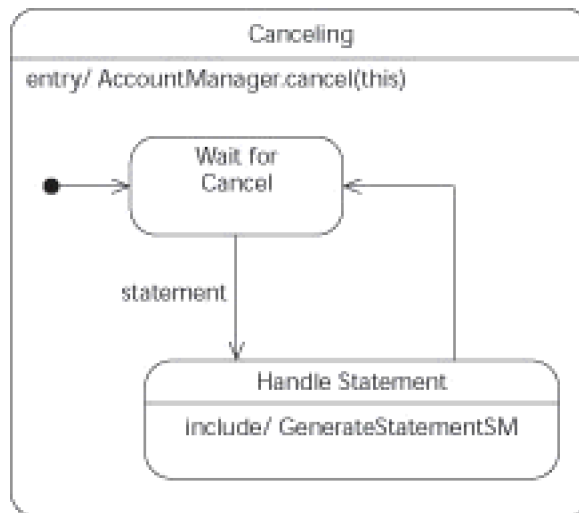 Canceling
entry/ AccountManager.cancel(this)
Wait for
Cancel
statement
Handle Statement
include/ GenerateStatementSM